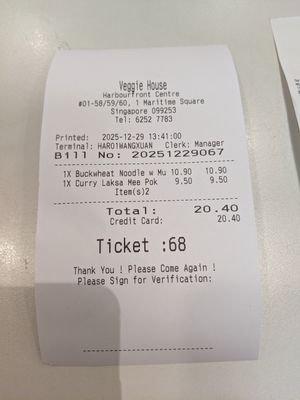 Veggie House
Harbourfront Centre
#01-58/59/60, 1 Maritime Square
Singapore 099253
Tel: 6252 7783
Printed: 2025-12-29 13:41:00
Terminal: HARO1WANGXUAN Clerk: Manager
Bill No: 20251229067
1X Buckwheat Noodle w Mu 10.90 10.90
1X Curry Laksa Mee Pok 9.50 9.50
Item(s)2
Total: 20.40
Credit Card: 20.40
Ticket :68
Thank You ! Please Come Again !
Please Sign for Verification: